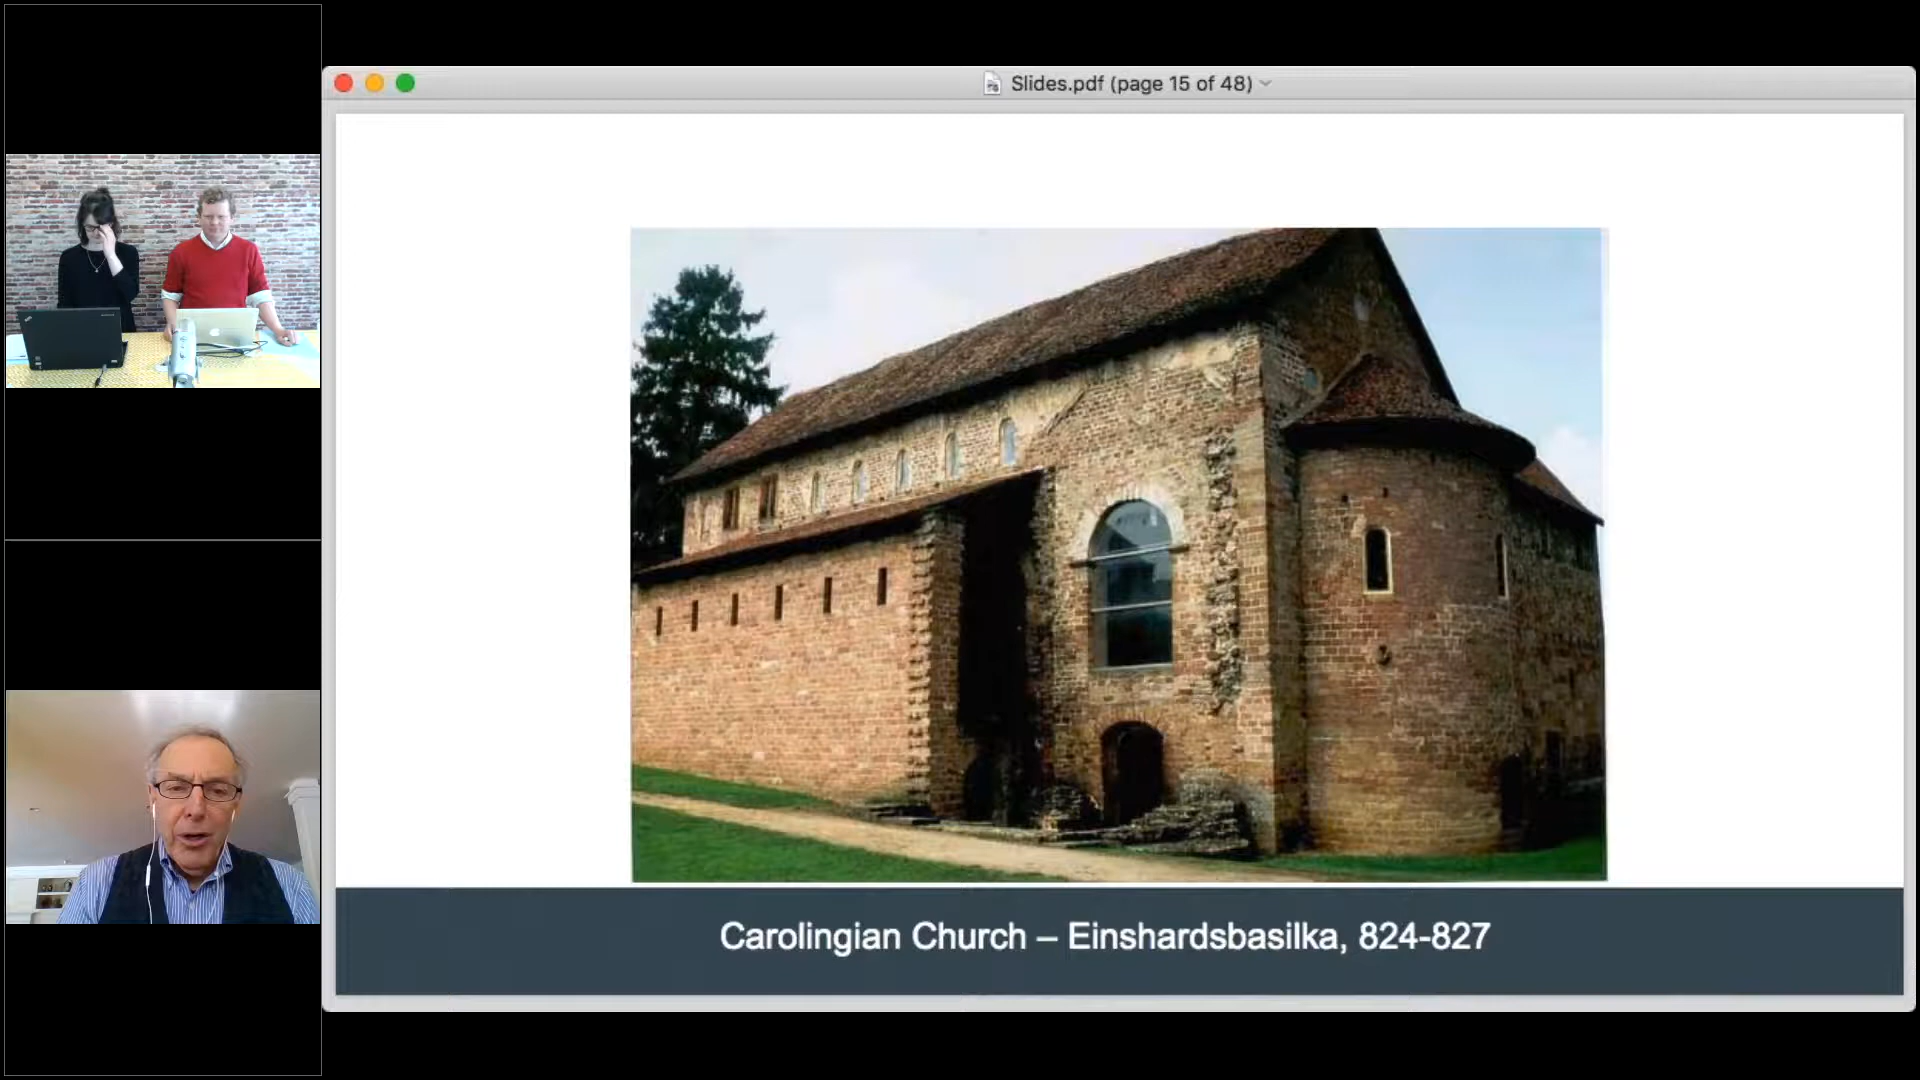 Slides.pdf (page 15 of 48)
Carolingian Church – Einshardsbasilka, 824-827